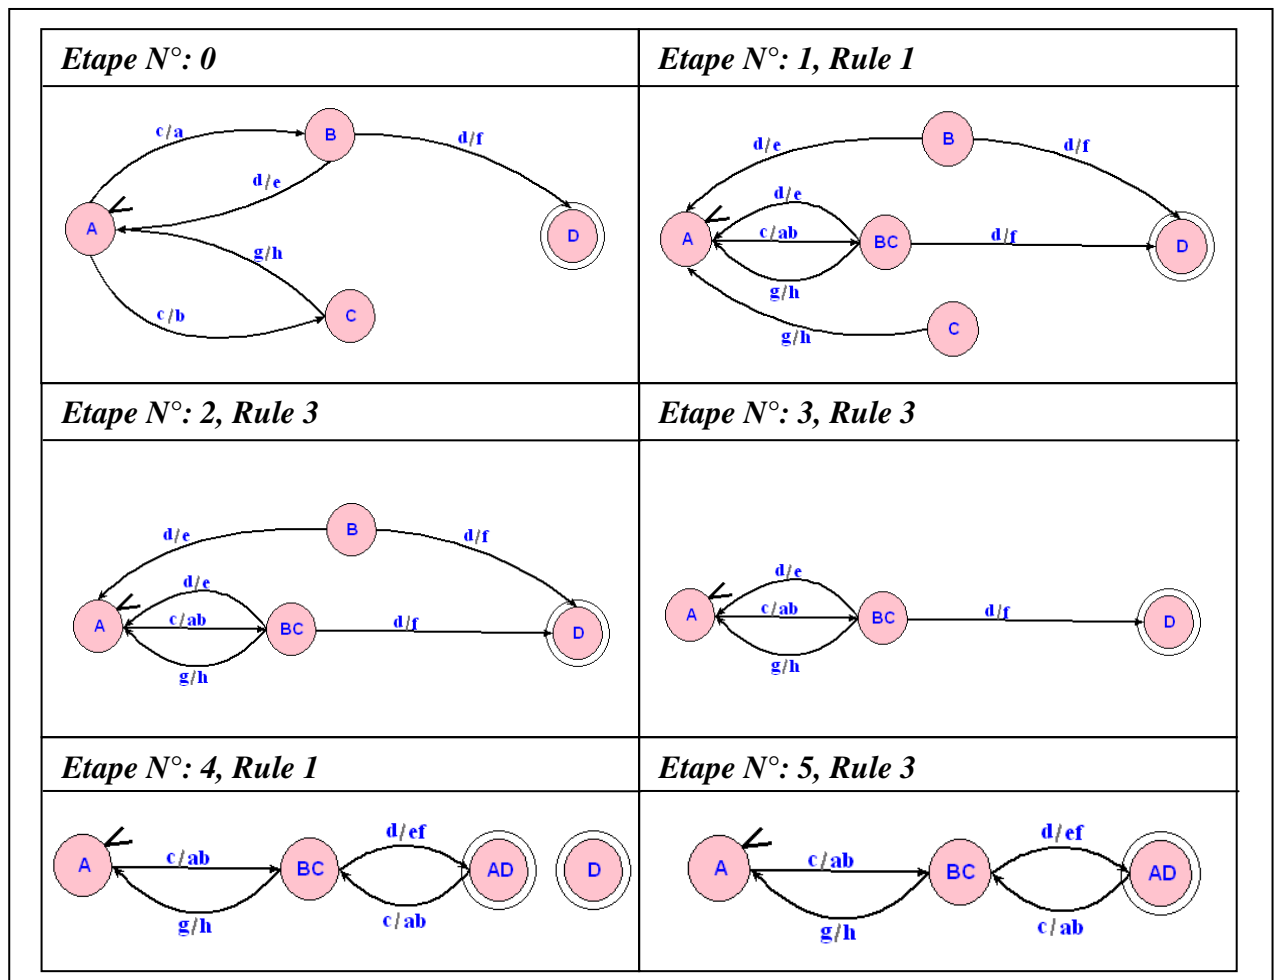 Etape N°: 0
Etape N°: 1, Rule 1
c/a
B
d/f
d/e
A
D
g/h
c/b
C
B
d/e
d/f
d/e
A
c/ab
BC
d/f
D
g/h
C
g/h
Etape N°: 2, Rule 3
Etape N°: 3, Rule 3
B
d/e
d/f
d/e
A
c/ab
BC
d/f
D
g/h
d/e
A
c/ab
BC
d/f
D
g/h
Etape N°: 4, Rule 1
Etape N°: 5, Rule 3
d/ef
A
c/ab
BC
AD
D
g/h
c/ab
d/ef
A
c/ab
BC
AD
g/h
c/ab